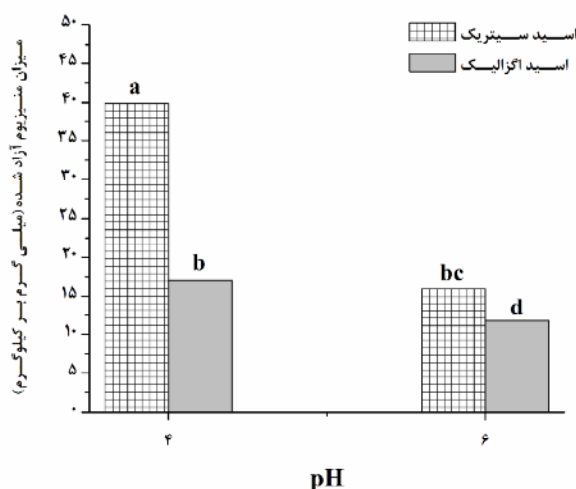 میزان منیزیوم آزاد شده (میلی گرم بر کیلوگرم)
۵۰
۴۵
۴۰
۳۵
۳۰
۲۵
۲۰
۱۵
۱۰
۵
۰
اسید سیتریک
اسید اگزالیک
a
b
bc
d
۴
۶
pH